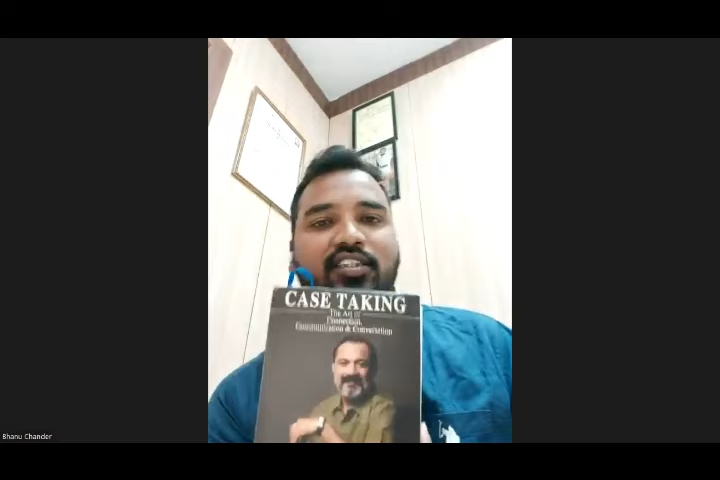 CASE TAKING
The Art of
Connection,
Communication & Conversation
Bhanu Chander